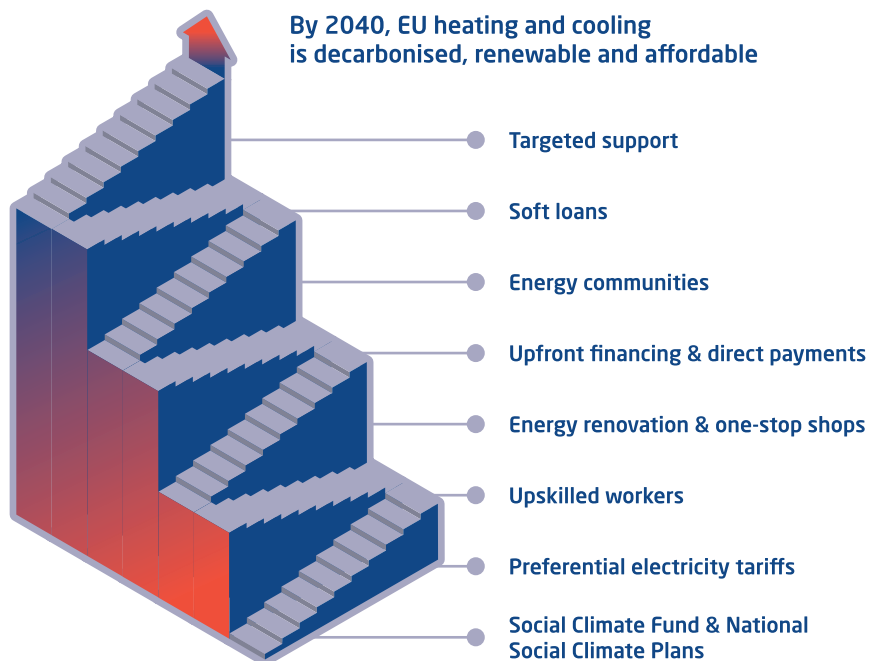 By 2040, EU heating and cooling
is decarbonised, renewable and affordable
Targeted support
Soft loans
Energy communities
Upfront financing & direct payments
Energy renovation & one-stop shops
Upskilled workers
Preferential electricity tariffs
Social Climate Fund & National
Social Climate Plans